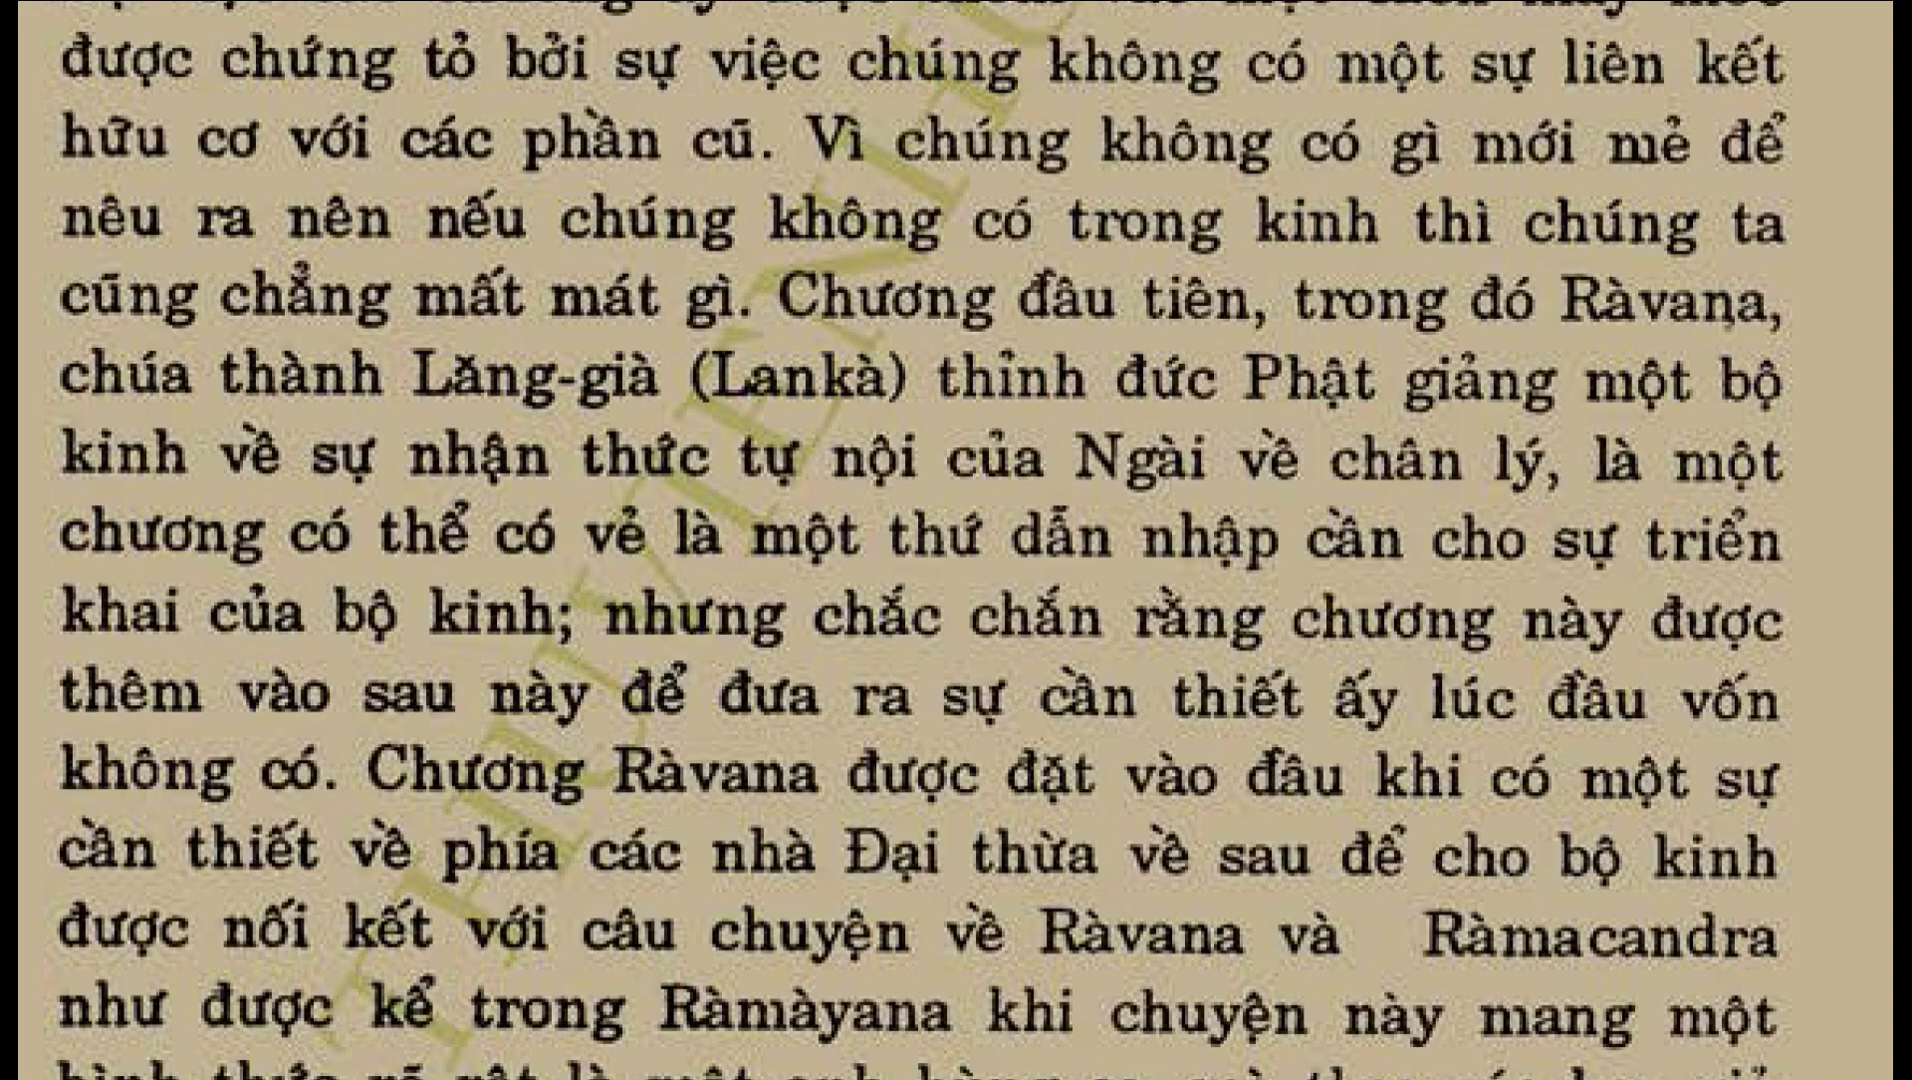 được chứng tỏ bởi sự việc chúng không có một sự liên kết
hữu cơ với các phần cũ. Vì chúng không có gì mới mẻ để
nêu ra nên nếu chúng không có trong kinh thì chúng ta
cũng chẳng mất mát gì. Chương đầu tiên, trong đó Ràvaṇa,
chúa thành Lăng-già (Lankà) thỉnh đức Phật giảng một bộ
kinh về sự nhận thức tự nội của Ngài về chân lý, là một
chương có thể có vẻ là một thứ dẫn nhập cần cho sự triển
khai của bộ kinh; nhưng chắc chắn rằng chương này được
thêm vào sau này để đưa ra sự cần thiết ấy lúc đầu vốn
không có. Chương Ràvana được đặt vào đầu khi có một sự
cần thiết về phía các nhà Đại thừa về sau để cho bộ kinh
được nối kết với câu chuyện về Ràvana và Ràmacandra
như được kể trong Ràmàyana khi chuyện này mang một